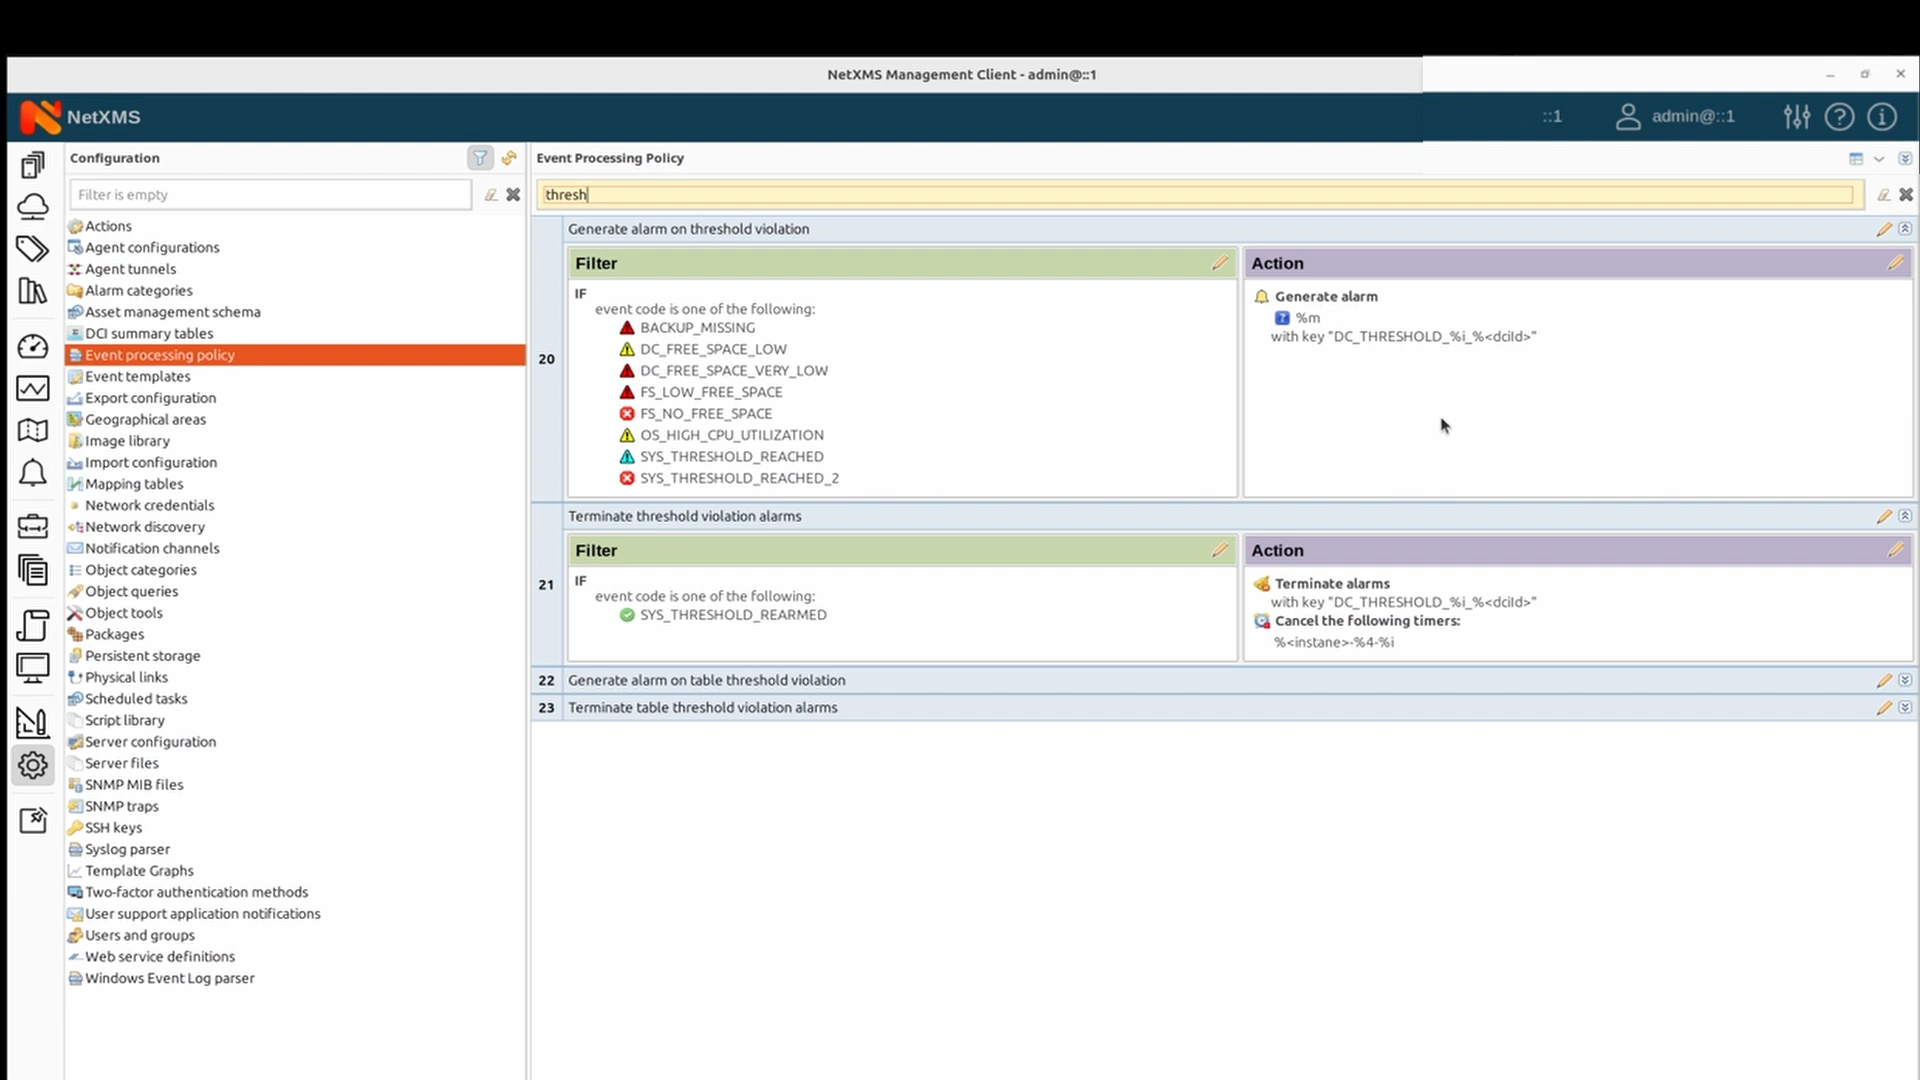 NetXMS Management Client - admin@::1
NetXMS
::1
admin@::1
Configuration
Filter is empty
Actions
Agent configurations
Agent tunnels
Alarm categories
Asset management schema
DCI summary tables
Event processing policy
Event templates
Export configuration
Geographical areas
Image library
Import configuration
Mapping tables
Network credentials
Network discovery
Notification channels
Object categories
Object queries
Object tools
Packages
Persistent storage
Physical links
Scheduled tasks
Script library
Server configuration
Server files
SNMP MIB files
SNMP traps
SSH keys
Syslog parser
Template Graphs
Two-factor authentication methods
User support application notifications
Users and groups
Web service definitions
Windows Event Log parser
Event Processing Policy
thresh
20
Generate alarm on threshold violation
Filter
IF
event code is one of the following:
BACKUP_MISSING
DC_FREE_SPACE_LOW
DC_FREE_SPACE_VERY_LOW
FS_LOW_FREE_SPACE
FS_NO_FREE_SPACE
OS_HIGH_CPU_UTILIZATION
SYS_THRESHOLD_REACHED
SYS_THRESHOLD_REACHED_2
Action
Generate alarm
%m
with key "DC_THRESHOLD_%i_%<dciId>"
21
Terminate threshold violation alarms
Filter
IF
event code is one of the following:
SYS_THRESHOLD_REARMED
Action
Terminate alarms
with key "DC_THRESHOLD_%i_%<dciId>"
Cancel the following timers:
%<instane>-%4-%i
22 Generate alarm on table threshold violation
23 Terminate table threshold violation alarms